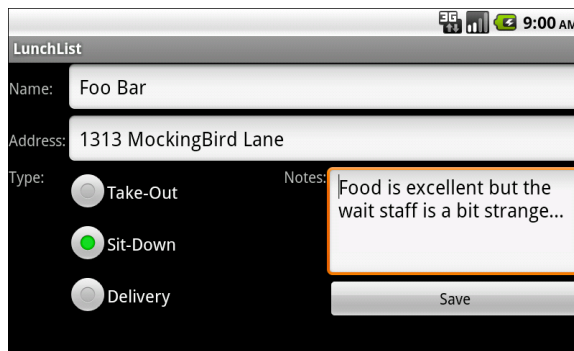 3G 9:00 AM
LunchList
Name: Foo Bar
Address: 1313 MockingBird Lane
Type: Take-Out Notes: Food is excellent but the
wait staff is a bit strange...
Sit-Down
Delivery Save